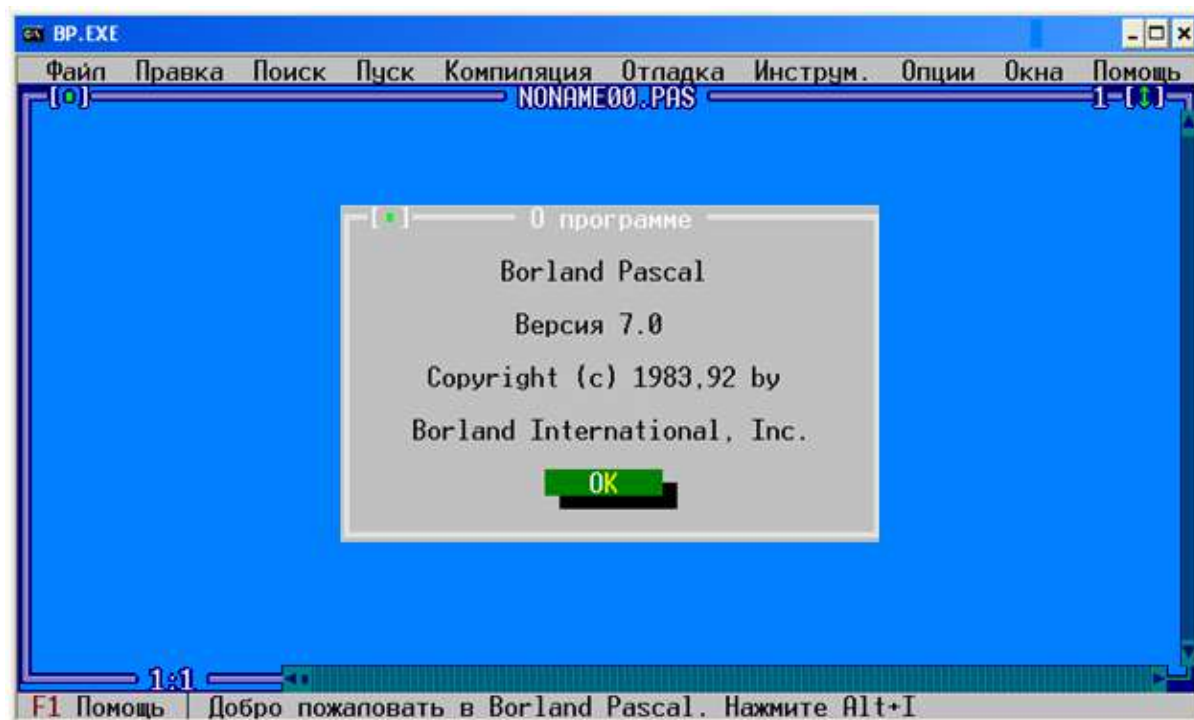 BP.EXE
Файл Правка Поиск Пуск Компиляция Отладка Инструм. Опции Окна Помощь
NONAME00.PAS 1
О программе
Borland Pascal
Версия 7.0
Copyright (c) 1983,92 by
Borland International, Inc.
OK
1:1
F1 Помощь | Добро пожаловать в Borland Pascal. Нажмите Alt+I